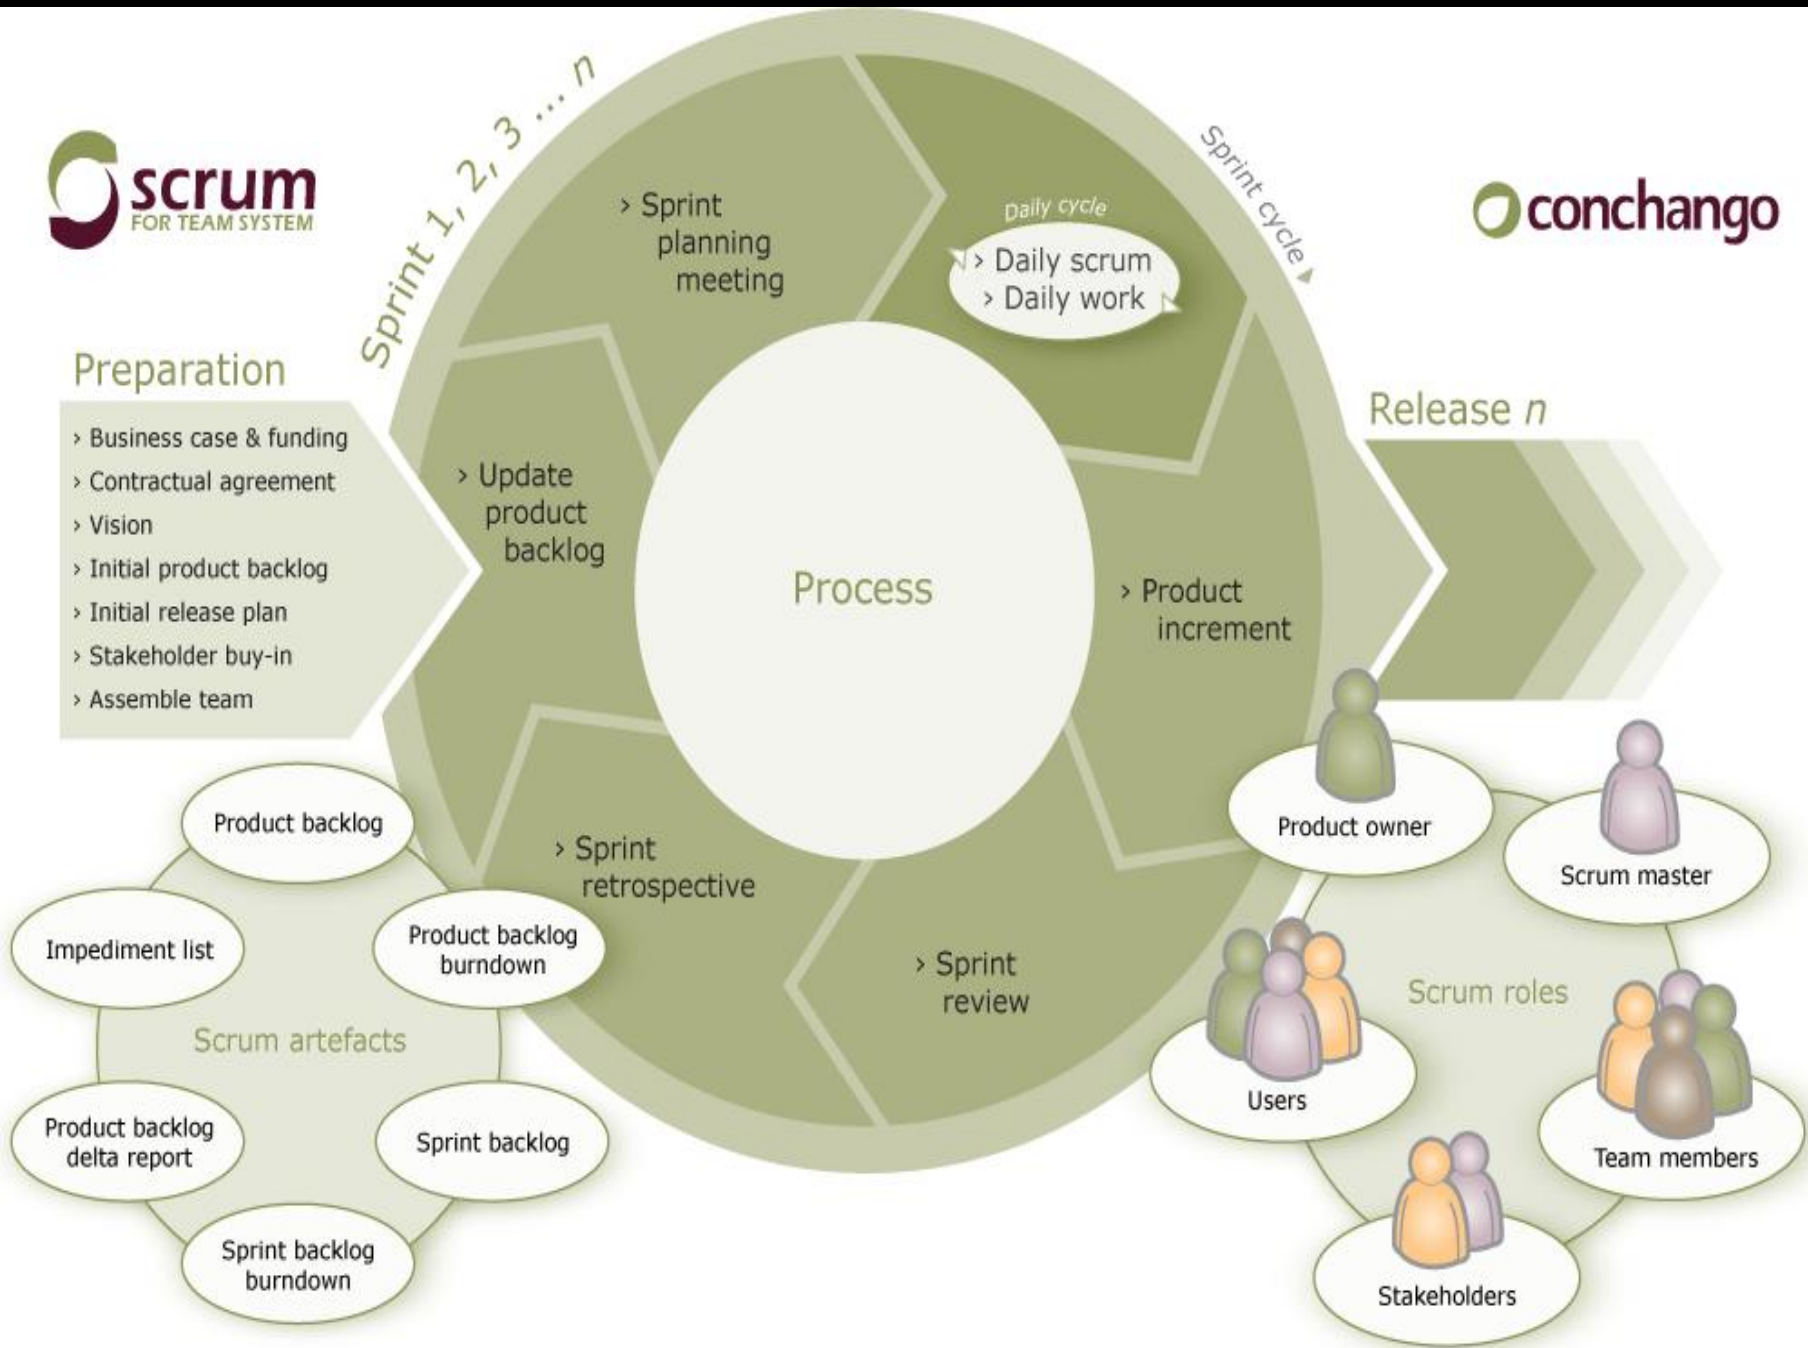 Sprint 1, 2, 3 ... n
Sprint cycle
scrum
FOR TEAM SYSTEM
conchango
Preparation
› Business case & funding
› Contractual agreement
› Vision
› Initial product backlog
› Initial release plan
› Stakeholder buy-in
› Assemble team
› Sprint
planning
meeting
Daily cycle
› Daily scrum
› Daily work
› Update
product
backlog
Process
› Product
increment
› Sprint
retrospective
› Sprint
review
Release n
Product backlog
Impediment list
Product backlog
burndown
Scrum artefacts
Product backlog
delta report
Sprint backlog
Sprint backlog
burndown
Product owner
Scrum master
Scrum roles
Users
Team members
Stakeholders